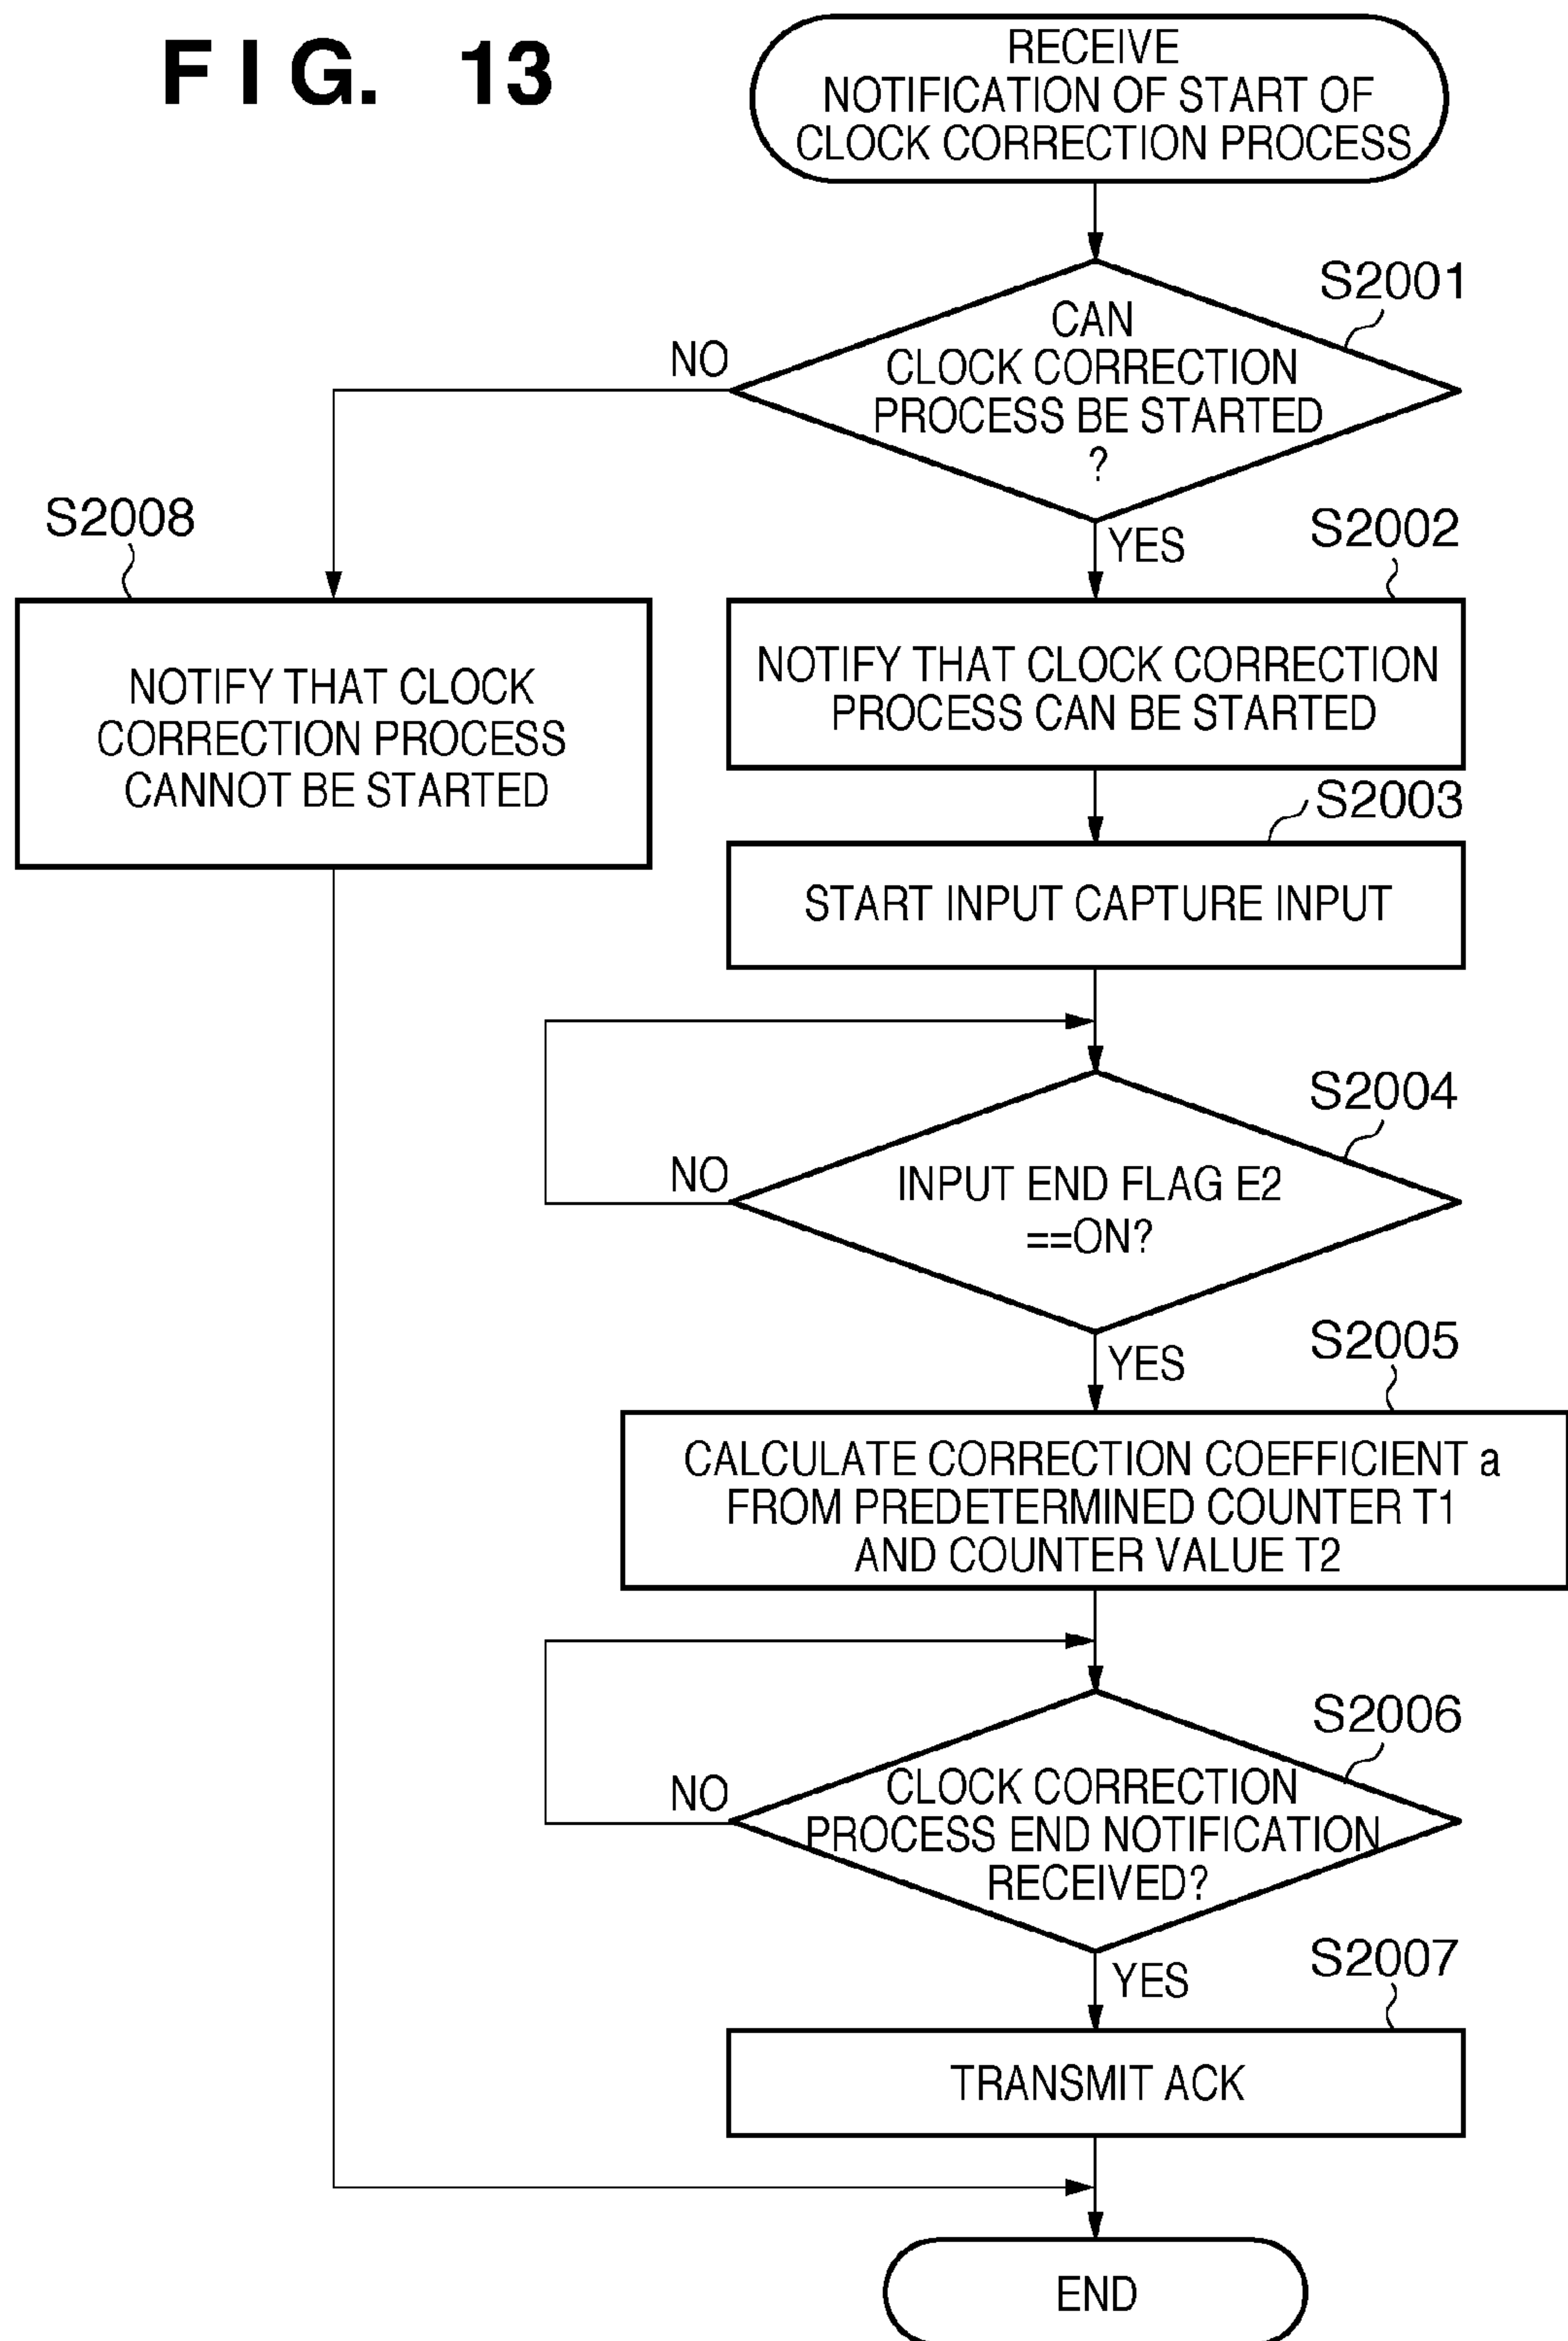 FIG. 13
RECEIVE
NOTIFICATION OF START OF
CLOCK CORRECTION PROCESS
S2001
CAN
CLOCK CORRECTION
PROCESS BE STARTED
?
NO
YES
S2008
NOTIFY THAT CLOCK
CORRECTION PROCESS
CANNOT BE STARTED
S2002
NOTIFY THAT CLOCK CORRECTION
PROCESS CAN BE STARTED
S2003
START INPUT CAPTURE INPUT
S2004
INPUT END FLAG E2
==ON?
NO
YES
S2005
CALCULATE CORRECTION COEFFICIENT a
FROM PREDETERMINED COUNTER T1
AND COUNTER VALUE T2
S2006
CLOCK CORRECTION
PROCESS END NOTIFICATION
RECEIVED?
NO
YES
S2007
TRANSMIT ACK
END